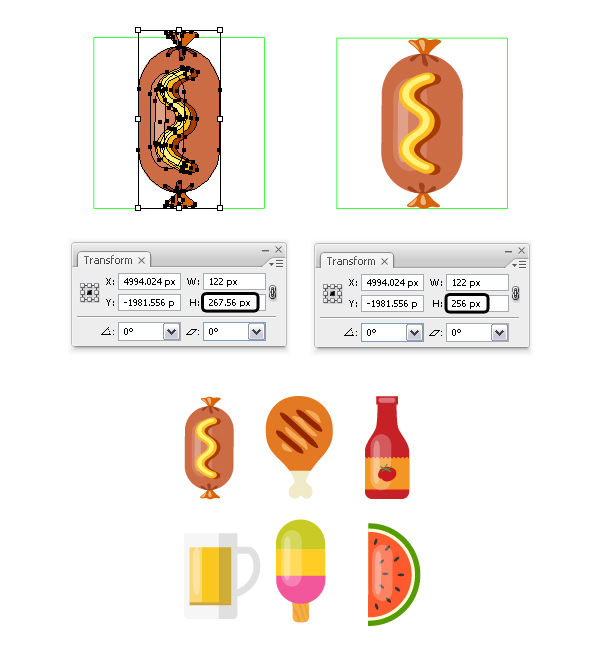 Transform ×
X: 4994.024 px W: 122 px
Y: -1981.556 p H: 267.56 px
0° 0°
Transform ×
X: 4994.024 px W: 122 px
Y: -1981.556 p H: 256 px
0° 0°